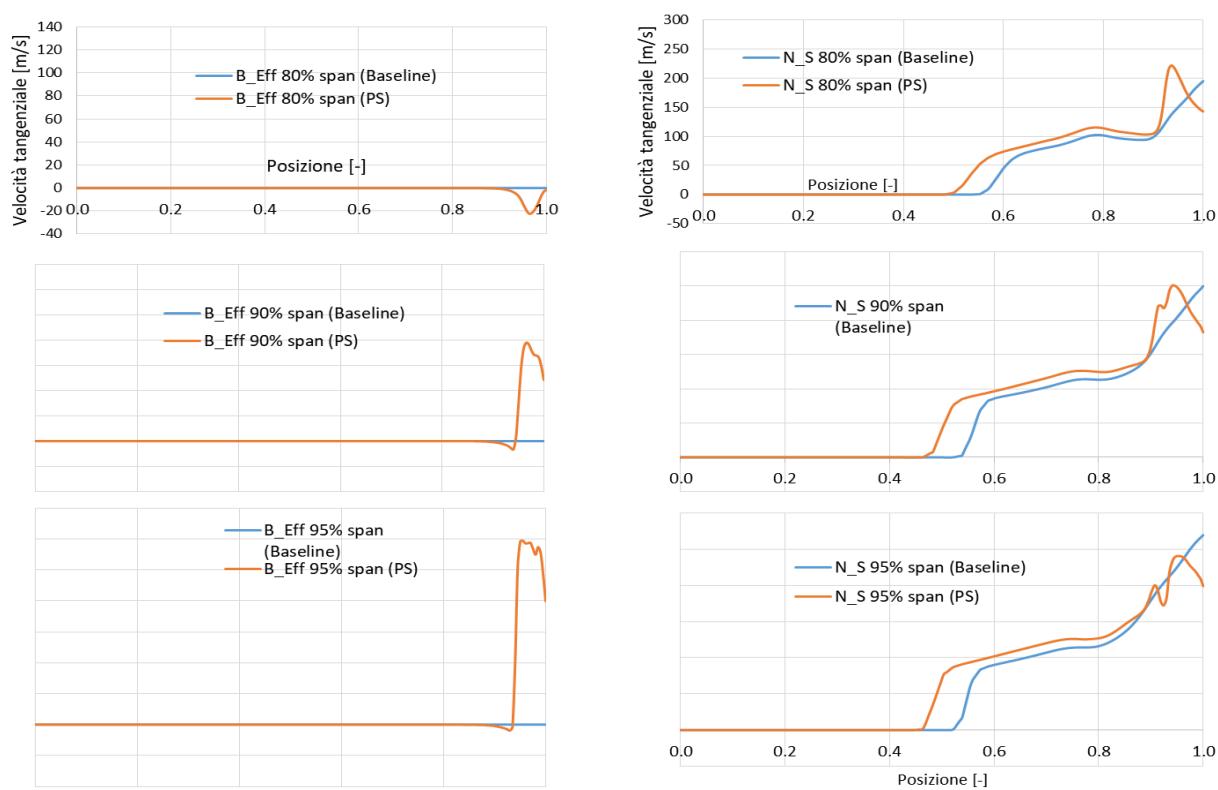 Velocità tangenziale [m/s]
140
120
100
80
60
40
20
0
-20
-40
B_Eff 80% span (Baseline)
B_Eff 80% span (PS)
Posizione [-]
0.0 0.2 0.4 0.6 0.8 1.0
Velocità tangenziale [m/s]
300
250
200
150
100
50
0
-50
N_S 80% span (Baseline)
N_S 80% span (PS)
Posizione [-]
0.0 0.2 0.4 0.6 0.8 1.0
B_Eff 90% span (Baseline)
B_Eff 90% span (PS)
N_S 90% span
(Baseline)
0.0 0.2 0.4 0.6 0.8 1.0
B_Eff 95% span
(Baseline)
B_Eff 95% span (PS)
N_S 95% span (Baseline)
N_S 95% span (PS)
0.0 0.2 0.4 0.6 0.8 1.0
Posizione [-]